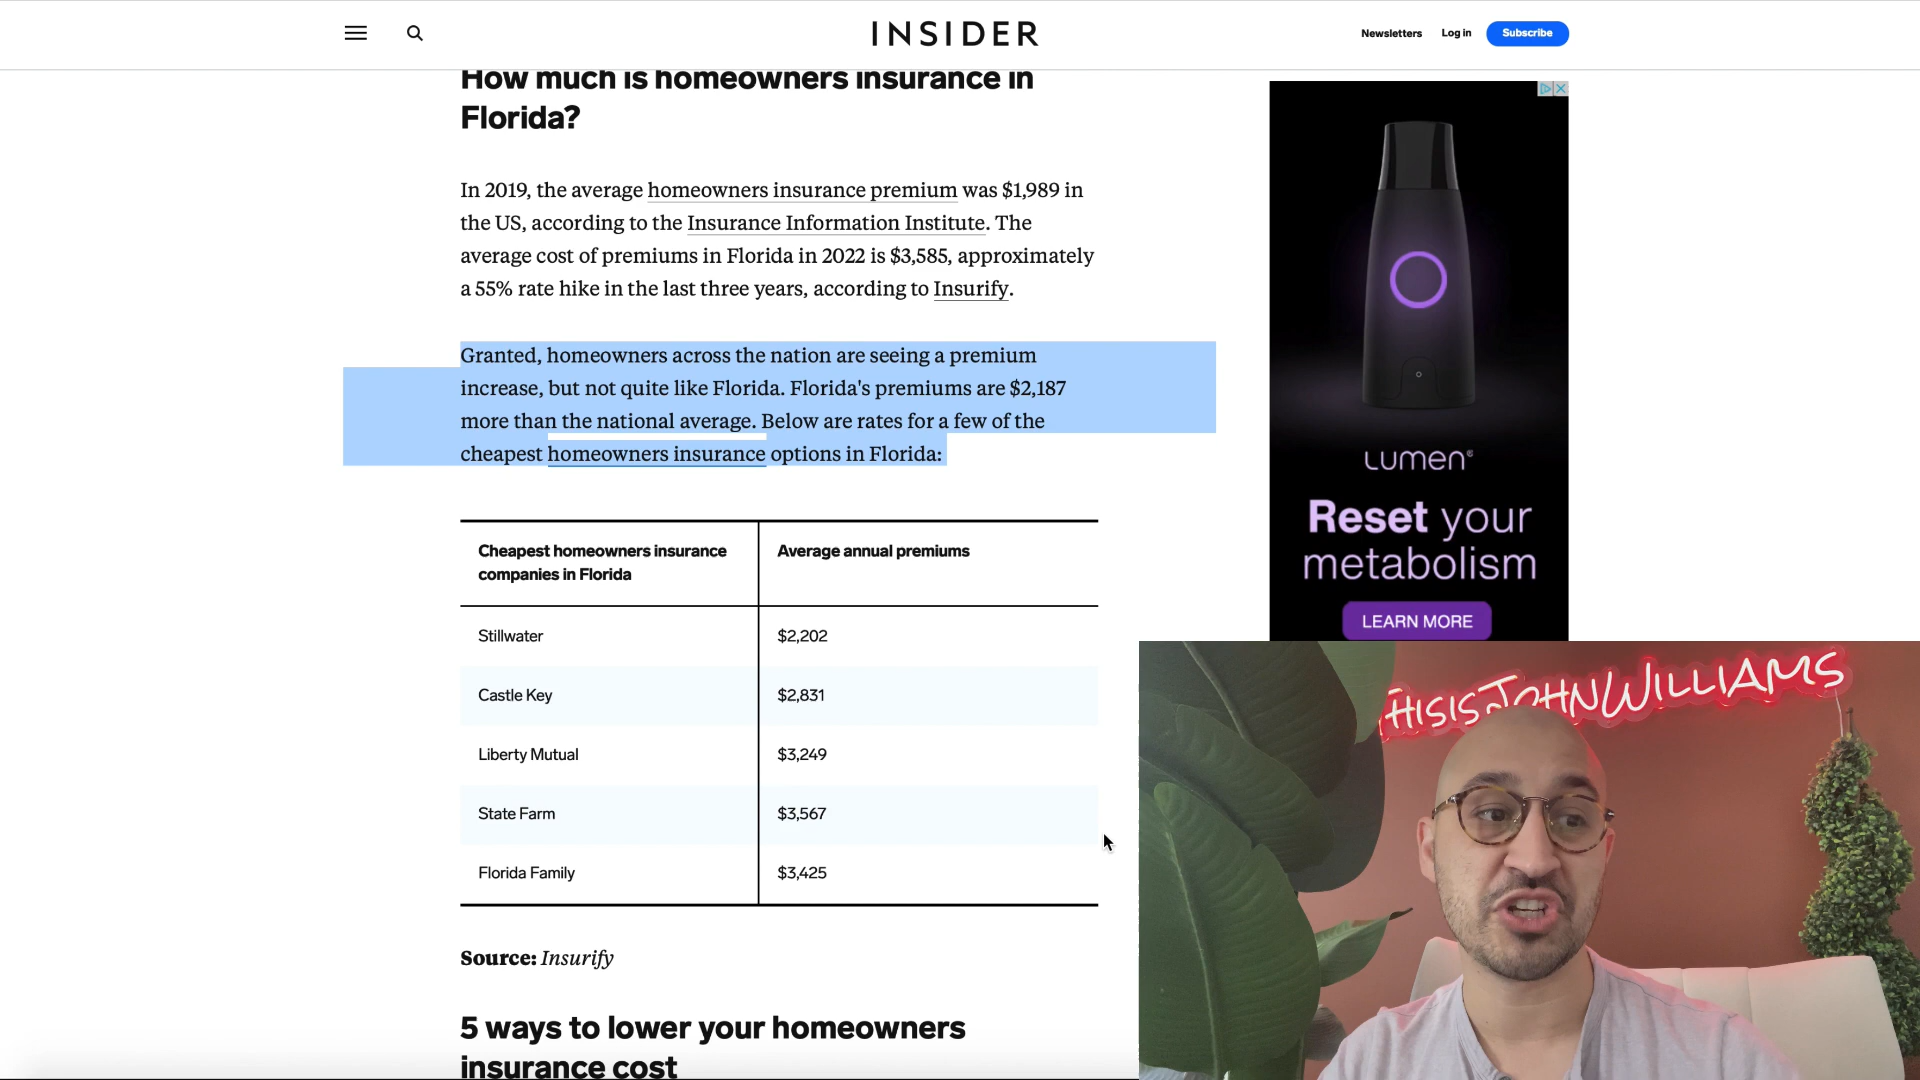 INSIDER
Newsletters
Log in
Subscribe
How much is homeowners insurance in
Florida?
In 2019, the average homeowners insurance premium was $1,989 in
the US, according to the Insurance Information Institute. The
average cost of premiums in Florida in 2022 is $3,585, approximately
a 55% rate hike in the last three years, according to Insurify.
Granted, homeowners across the nation are seeing a premium
increase, but not quite like Florida. Florida's premiums are $2,187
more than the national average. Below are rates for a few of the
cheapest homeowners insurance options in Florida:
Cheapest homeowners insurance
companies in Florida
Average annual premiums
Stillwater
$2,202
Castle Key
$2,831
Liberty Mutual
$3,249
State Farm
$3,567
Florida Family
$3,425
Source: Insurify
5 ways to lower your homeowners
insurance cost
LUMEN
Reset your
metabolism
LEARN MORE
THISISJOHNWILLIAMS